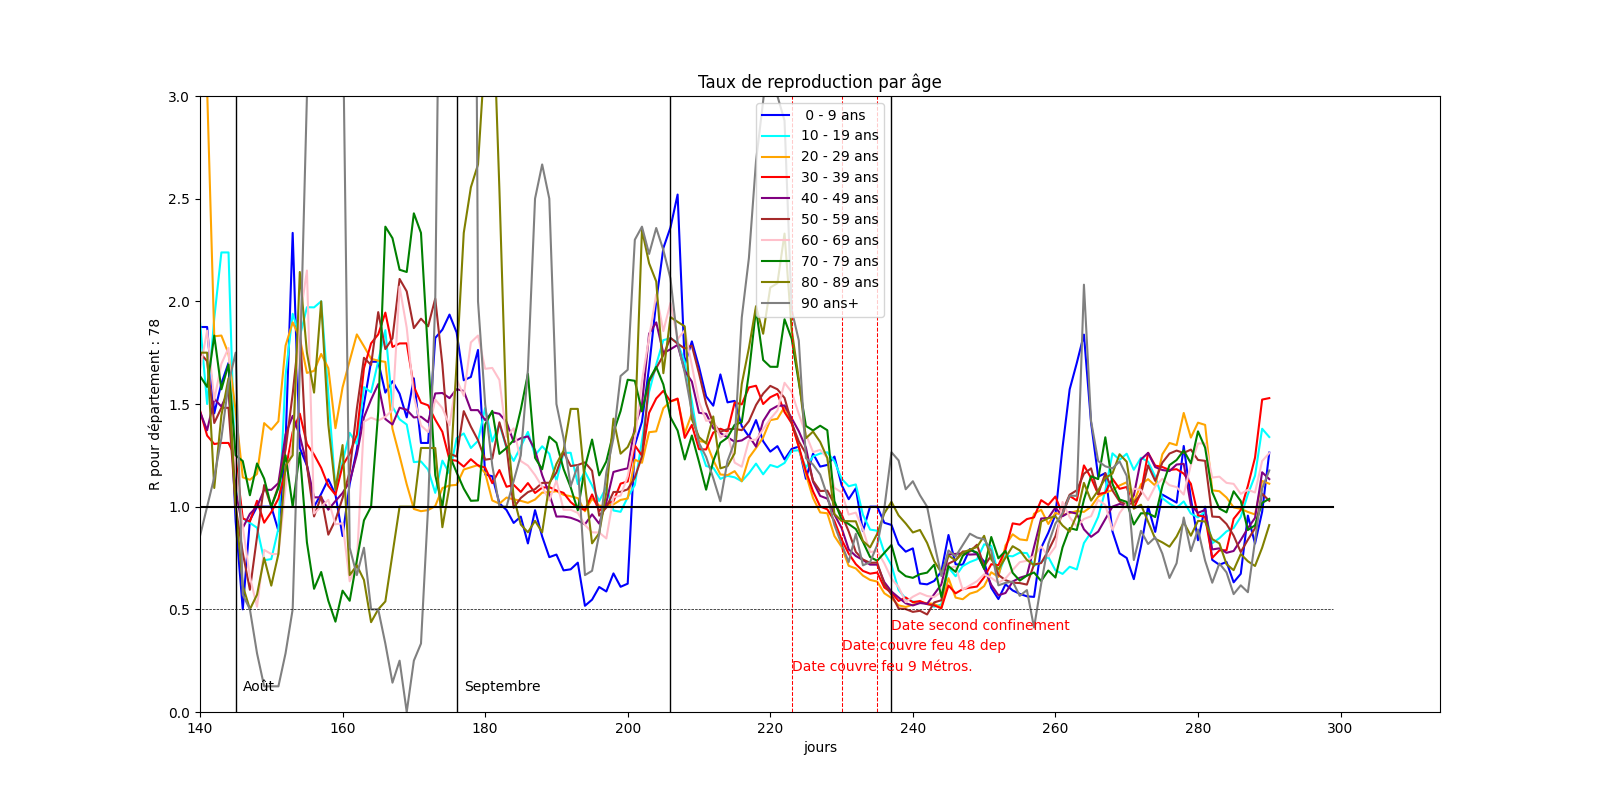 Taux de reproduction par âge
R pour département : 78
3.0
2.5
2.0
1.5
1.0
0.5
0.0
0 - 9 ans
10 - 19 ans
20 - 29 ans
30 - 39 ans
40 - 49 ans
50 - 59 ans
60 - 69 ans
70 - 79 ans
80 - 89 ans
90 ans+
Date second confinement
Date couvre feu 48 dep
Date couvre feu 9 Métros.
Août
Septembre
140
160
180
200
220
240
260
280
300
jours